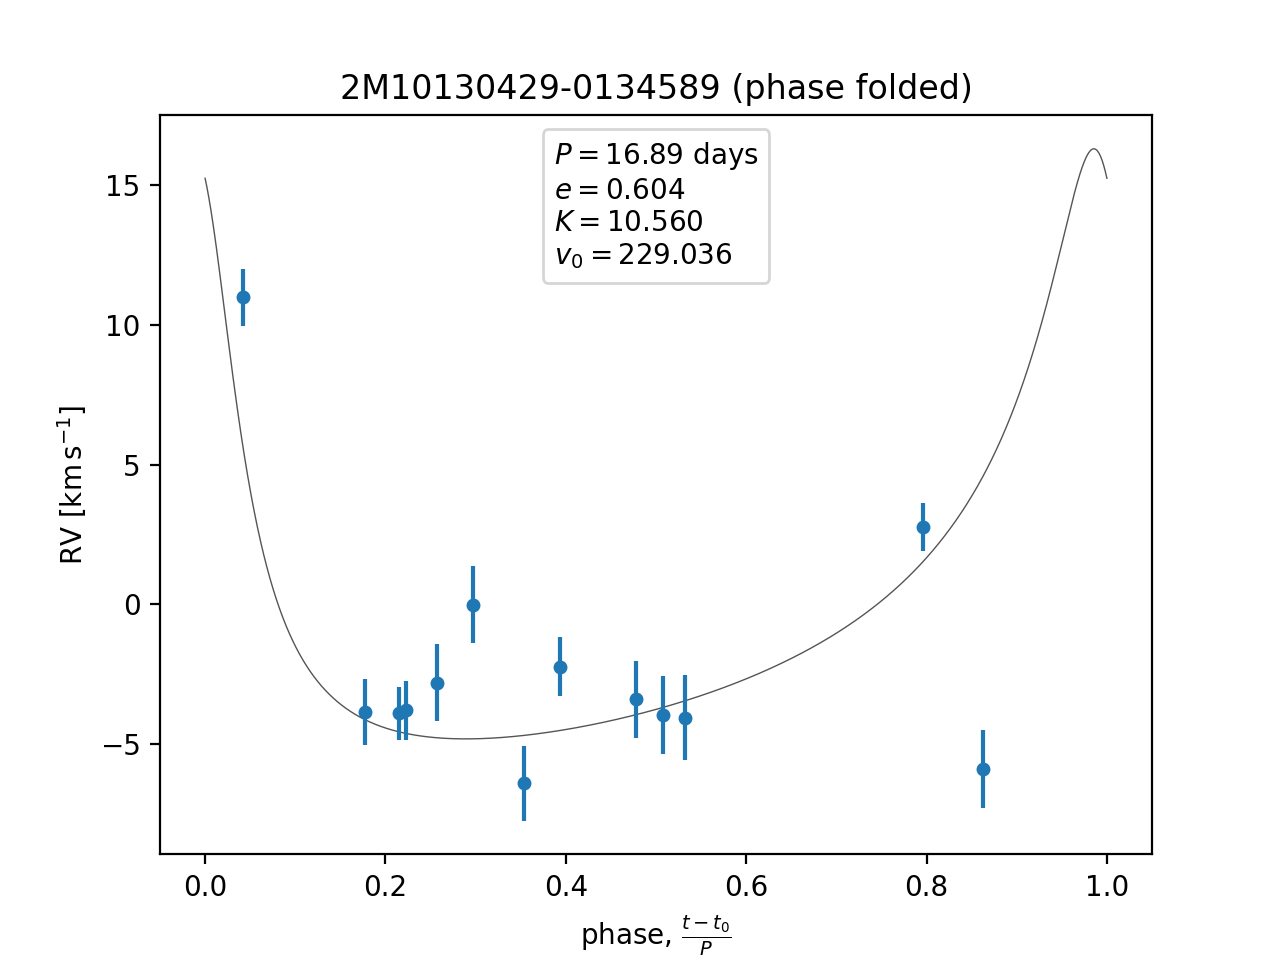 2M10130429-0134589 (phase folded)
P = 16.89 days
e = 0.604
K = 10.560
v₀ = 229.036
15
10
5
0
−5
RV [km s⁻¹]
0.0 0.2 0.4 0.6 0.8 1.0
phase, (t − t₀)/P